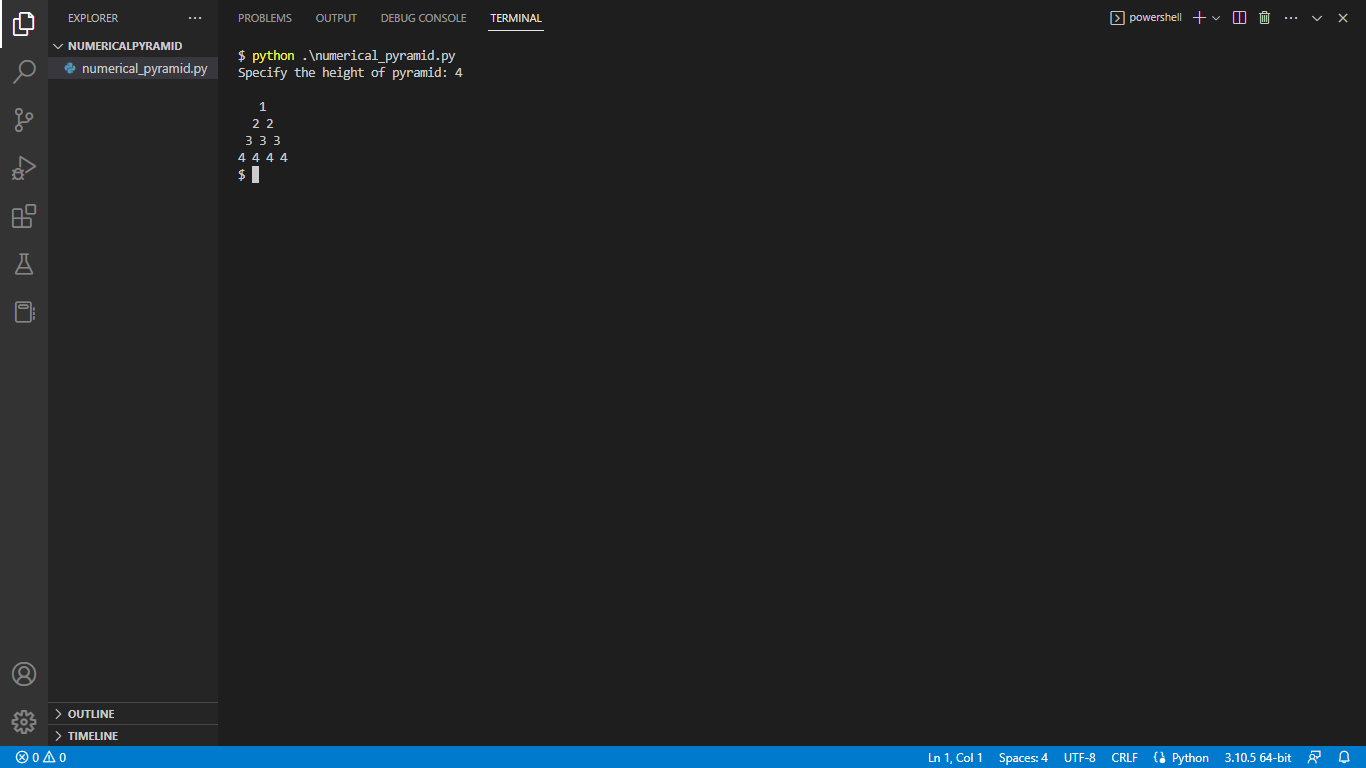 EXPLORER
NUMERICALPYRAMID
numerical_pyramid.py
OUTLINE
TIMELINE
PROBLEMS OUTPUT DEBUG CONSOLE TERMINAL
powershell
$ python .\numerical_pyramid.py
Specify the height of pyramid: 4
1
2 2
3 3 3
4 4 4 4
$
0 0
Ln 1, Col 1 Spaces: 4 UTF-8 CRLF Python 3.10.5 64-bit